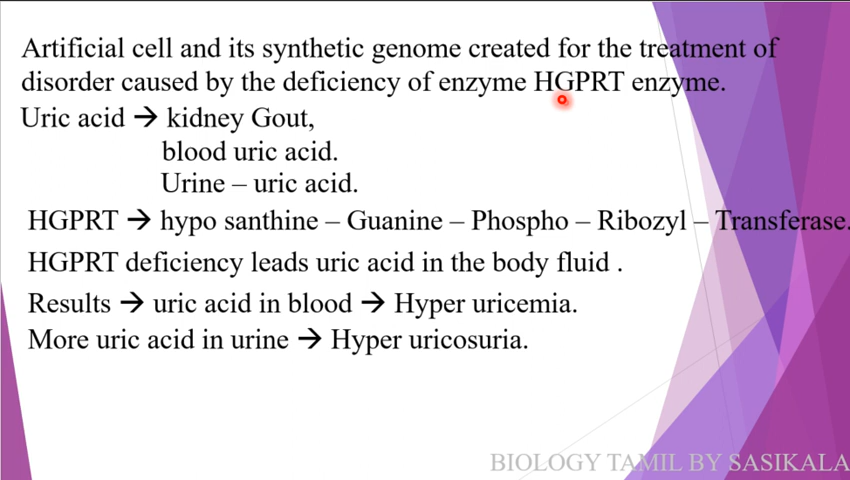 Artificial cell and its synthetic genome created for the treatment of
disorder caused by the deficiency of enzyme HGPRT enzyme.
Uric acid → kidney Gout,
blood uric acid.
Urine – uric acid.
HGPRT → hypo santhine – Guanine – Phospho – Ribozyl – Transferase.
HGPRT deficiency leads uric acid in the body fluid .
Results → uric acid in blood → Hyper uricemia.
More uric acid in urine → Hyper uricosuria.
BIOLOGY TAMIL BY SASIKALA